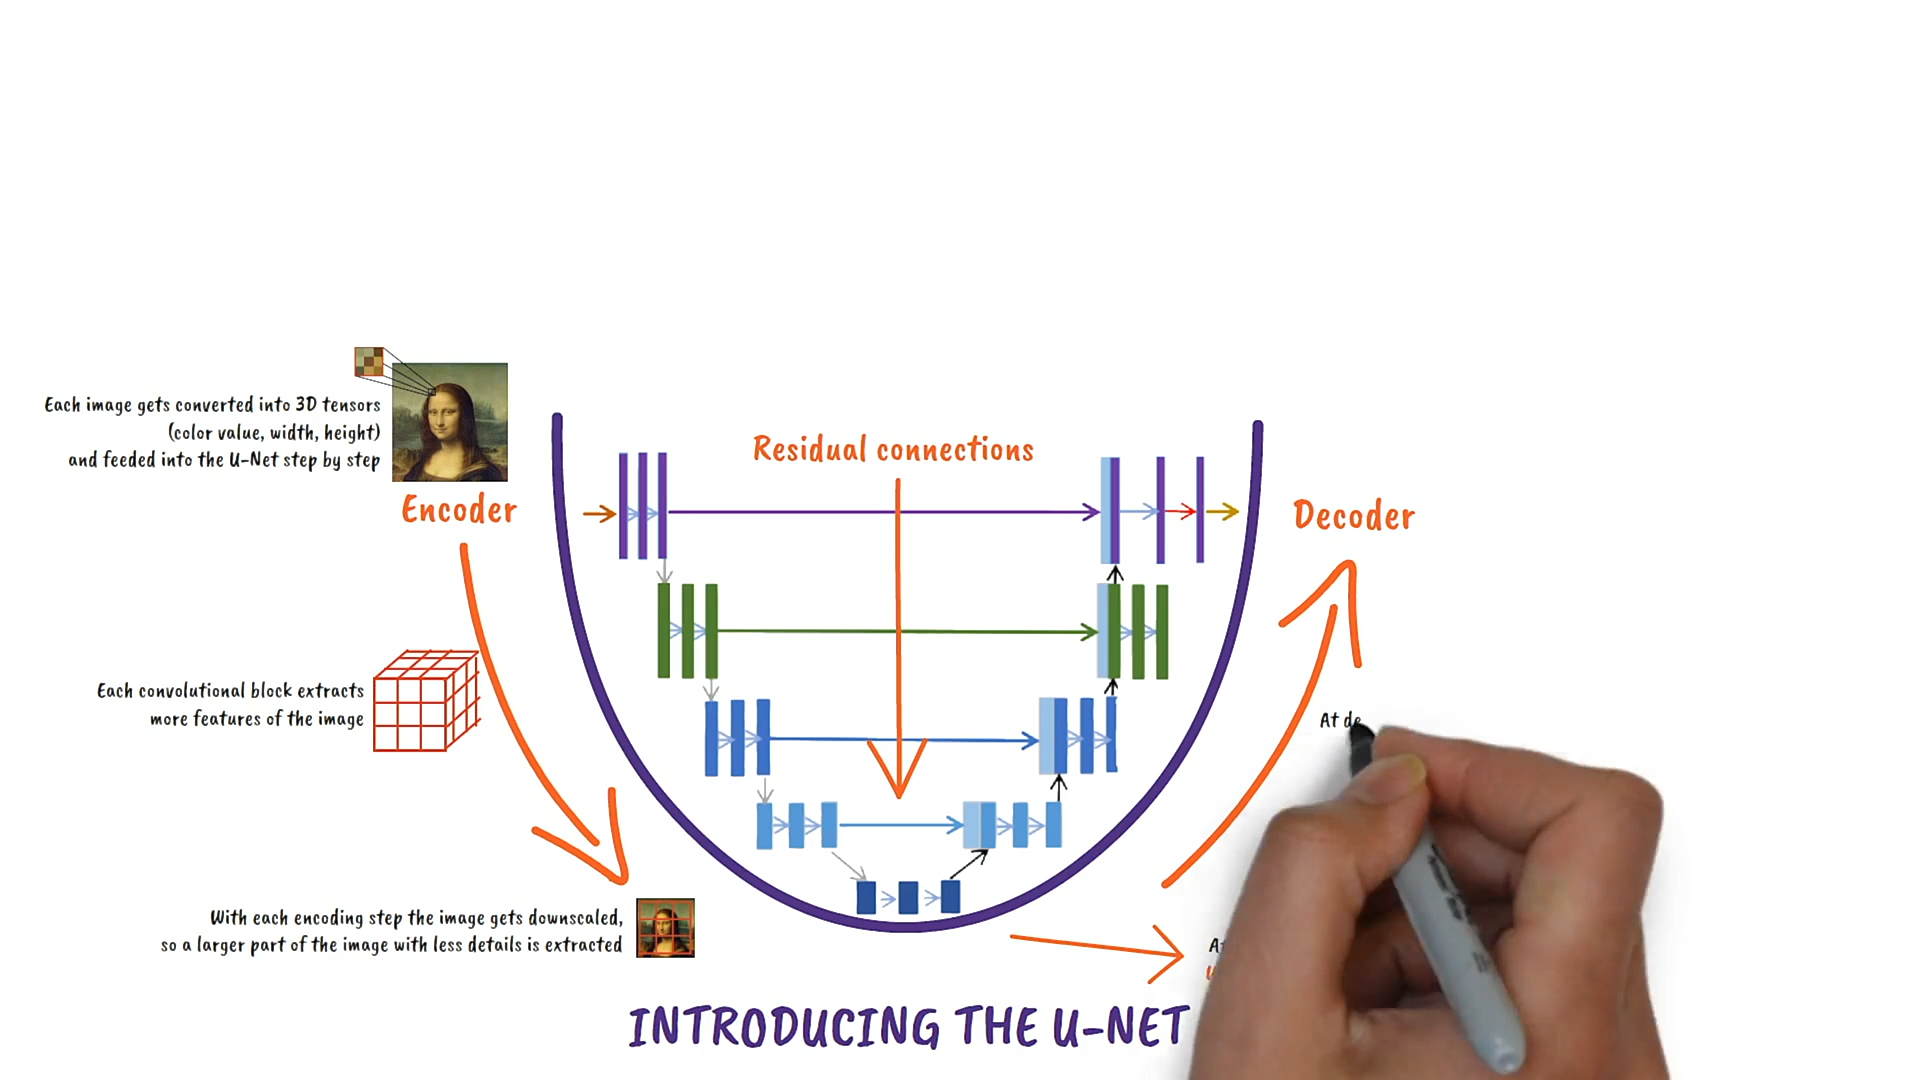 Each image gets converted into 3D tensors
(color value, width, height)
and feeded into the U-Net step by step
Encoder
Residual connections
Decoder
Each convolutional block extracts
more features of the image
At de
With each encoding step the image gets downscaled,
so a larger part of the image with less details is extracted
INTRODUCING THE U-NET